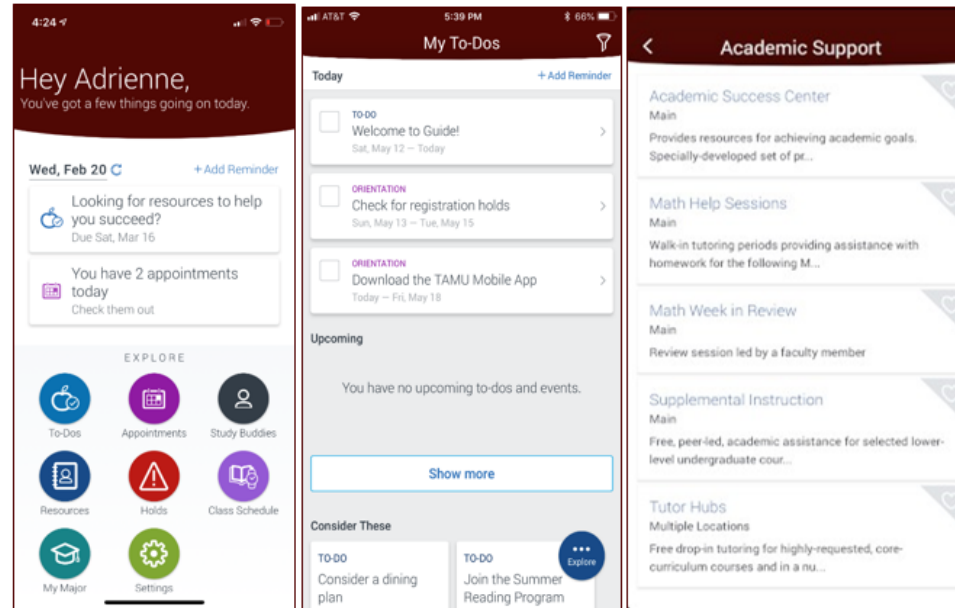 4:24
Hey Adrienne,
You've got a few things going on today.
Wed, Feb 20
+ Add Reminder
Looking for resources to help
you succeed?
Due Sat, Mar 16
You have 2 appointments
today
Check them out
EXPLORE
To-Dos
Appointments
Study Buddies
Resources
Holds
Class Schedule
My Major
Settings
AT&T
5:39 PM
66%
My To-Dos
Today
+ Add Reminder
TO-DO
Welcome to Guide!
Sat, May 12 – Today
ORIENTATION
Check for registration holds
Sun, May 13 – Tue, May 15
ORIENTATION
Download the TAMU Mobile App
Today – Fri, May 18
Upcoming
You have no upcoming to-dos and events.
Show more
Consider These
TO-DO
Consider a dining
plan
TO-DO
Join the Summer
Reading Program
Explore
Academic Support
Academic Success Center
Main
Provides resources for achieving academic goals.
Specially-developed set of pr...
Math Help Sessions
Main
Walk-in tutoring periods providing assistance with
homework for the following M...
Math Week in Review
Main
Review session led by a faculty member
Supplemental Instruction
Main
Free, peer-led, academic assistance for selected lower-
level undergraduate cour...
Tutor Hubs
Multiple Locations
Free drop-in tutoring for highly-requested, core-
curriculum courses and in a nu...